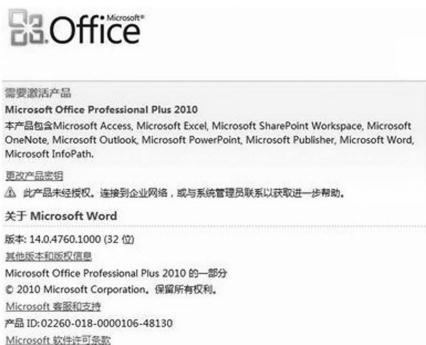 Microsoft®
Office
需要激活产品
Microsoft Office Professional Plus 2010
本产品包含Microsoft Access, Microsoft Excel, Microsoft SharePoint Workspace, Microsoft
OneNote, Microsoft Outlook, Microsoft PowerPoint, Microsoft Publisher, Microsoft Word,
Microsoft InfoPath.
更改产品密钥
此产品未经授权。连接到企业网络，或与系统管理员联系以获取进一步帮助。
关于 Microsoft Word
版本: 14.0.4760.1000 (32 位)
其他版本和版权信息
Microsoft Office Professional Plus 2010 的一部分
© 2010 Microsoft Corporation。保留所有权利。
Microsoft 客服和支持
产品 ID:02260-018-0000106-48130
Microsoft 软件许可条款